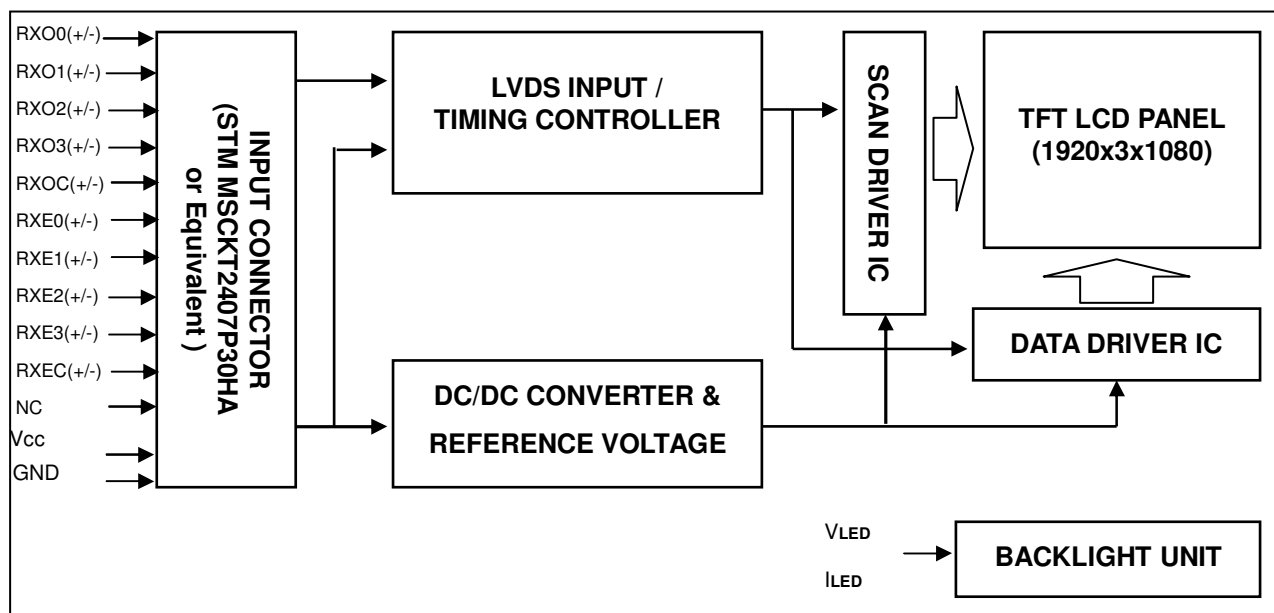 RXO0(+/-)
RXO1(+/-)
RXO2(+/-)
RXO3(+/-)
RXOC(+/-)
RXE0(+/-)
RXE1(+/-)
RXE2(+/-)
RXE3(+/-)
RXEC(+/-)
NC
Vcc
GND
INPUT CONNECTOR
(STM MSCKT2407P30HA
or Equivalent )
LVDS INPUT /
TIMING CONTROLLER
DC/DC CONVERTER &
REFERENCE VOLTAGE
SCAN DRIVER IC
TFT LCD PANEL
(1920x3x1080)
DATA DRIVER IC
VLED
ILED
BACKLIGHT UNIT